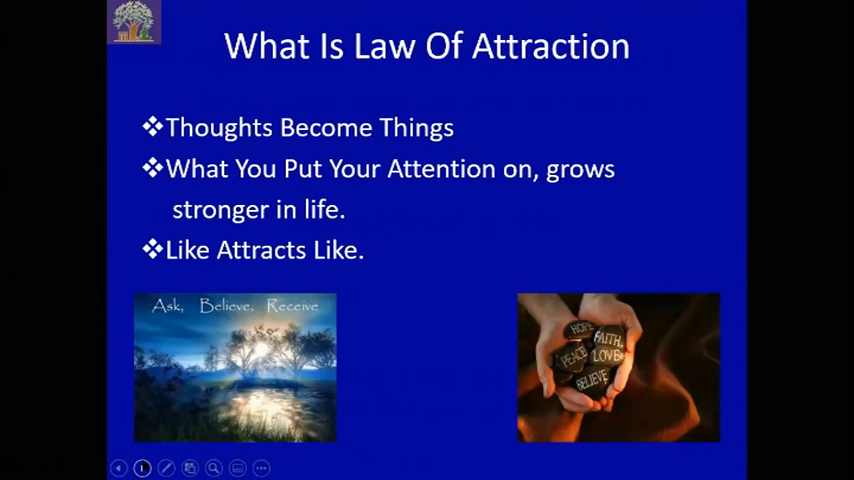 What Is Law Of Attraction
❖Thoughts Become Things
❖What You Put Your Attention on, grows
stronger in life.
❖Like Attracts Like.
Ask, Believe, Receive
HOPE
FAITH,
PEACE
LOVE
BELIEVE